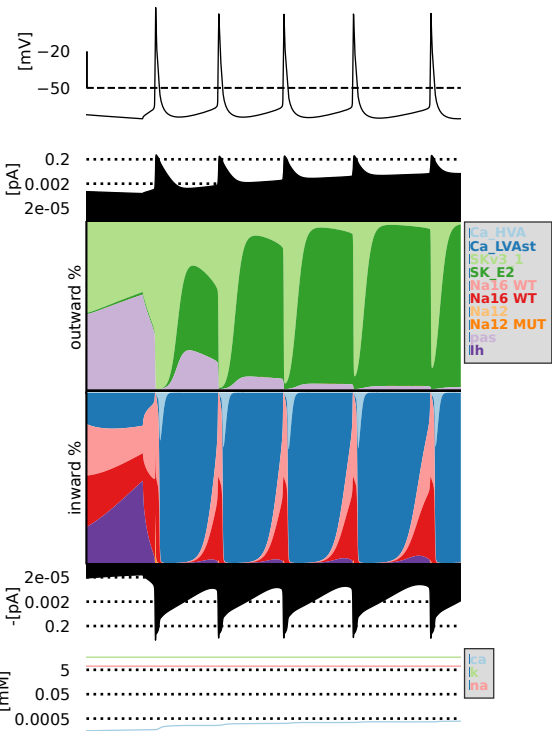 [mV]
−20
−50
[pA]
0.2
0.002
2e-05
outward %
Ca_HVA
Ca_LVAst
SKv3_1
SK_E2
Na16 WT
Na16 WT
Na12
Na12 MUT
pas
Ih
inward %
-[pA]
2e-05
0.002
0.2
[mM]
5
0.05
0.0005
ca
k
na